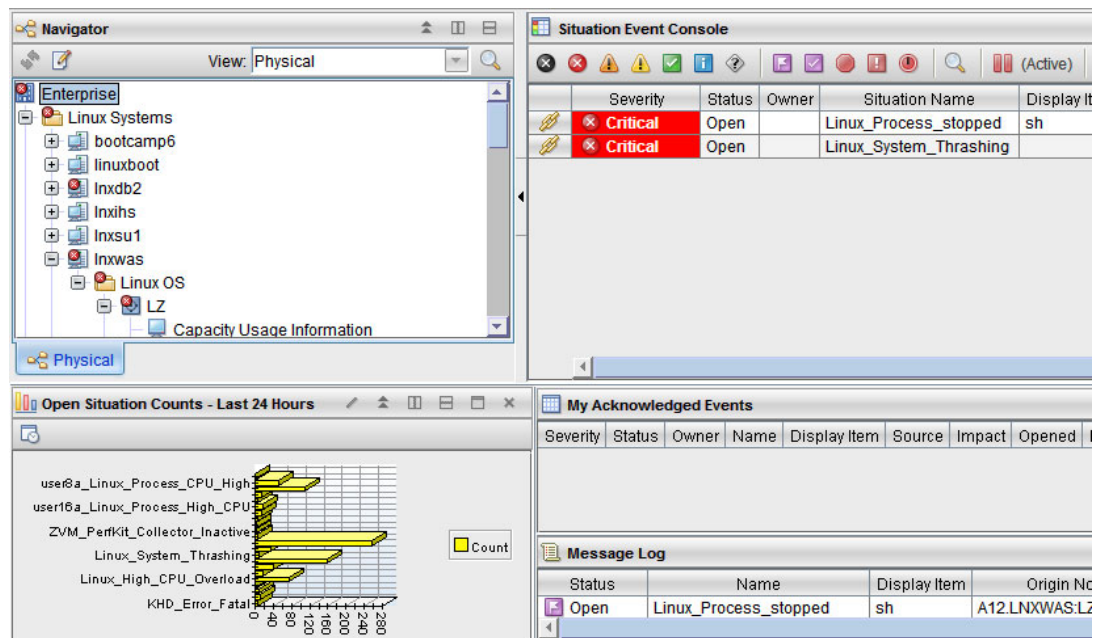 Navigator
View: Physical
Enterprise
Linux Systems
bootcamp6
linuxboot
lnxdb2
lnxihs
lnxsu1
lnxwas
Linux OS
LZ
Capacity Usage Information
Physical
Situation Event Console
(Active)
Severity Status Owner Situation Name Display It
Critical Open Linux_Process_stopped sh
Critical Open Linux_System_Thrashing
Open Situation Counts - Last 24 Hours
user8a_Linux_Process_CPU_High
user16a_Linux_Process_High_CPU
ZVM_PerfKit_Collector_Inactive
Linux_System_Thrashing
Linux_High_CPU_Overload
KHD_Error_Fatal
0 40 80 120 160 200 240 280
Count
My Acknowledged Events
Severity Status Owner Name Display Item Source Impact Opened
Message Log
Status Name Display Item Origin No
Open Linux_Process_stopped sh A12.LNXWAS:LZ